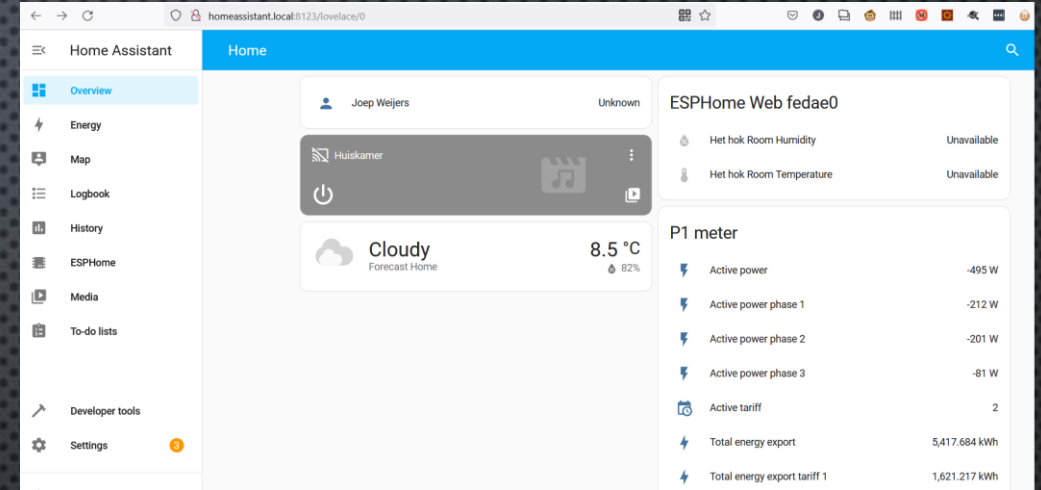 homeassistant.local:8123/lovelace/0
Home Assistant
Home
Overview
Energy
Map
Logbook
History
ESPHome
Media
To-do lists
Developer tools
Settings
3
Joep Weijers Unknown
Huiskamer
Cloudy 8.5 °C
Forecast Home 82%
ESPHome Web fedae0
Het hok Room Humidity Unavailable
Het hok Room Temperature Unavailable
P1 meter
Active power -495 W
Active power phase 1 -212 W
Active power phase 2 -201 W
Active power phase 3 -81 W
Active tariff 2
Total energy export 5,417.684 kWh
Total energy export tariff 1 1,621.217 kWh